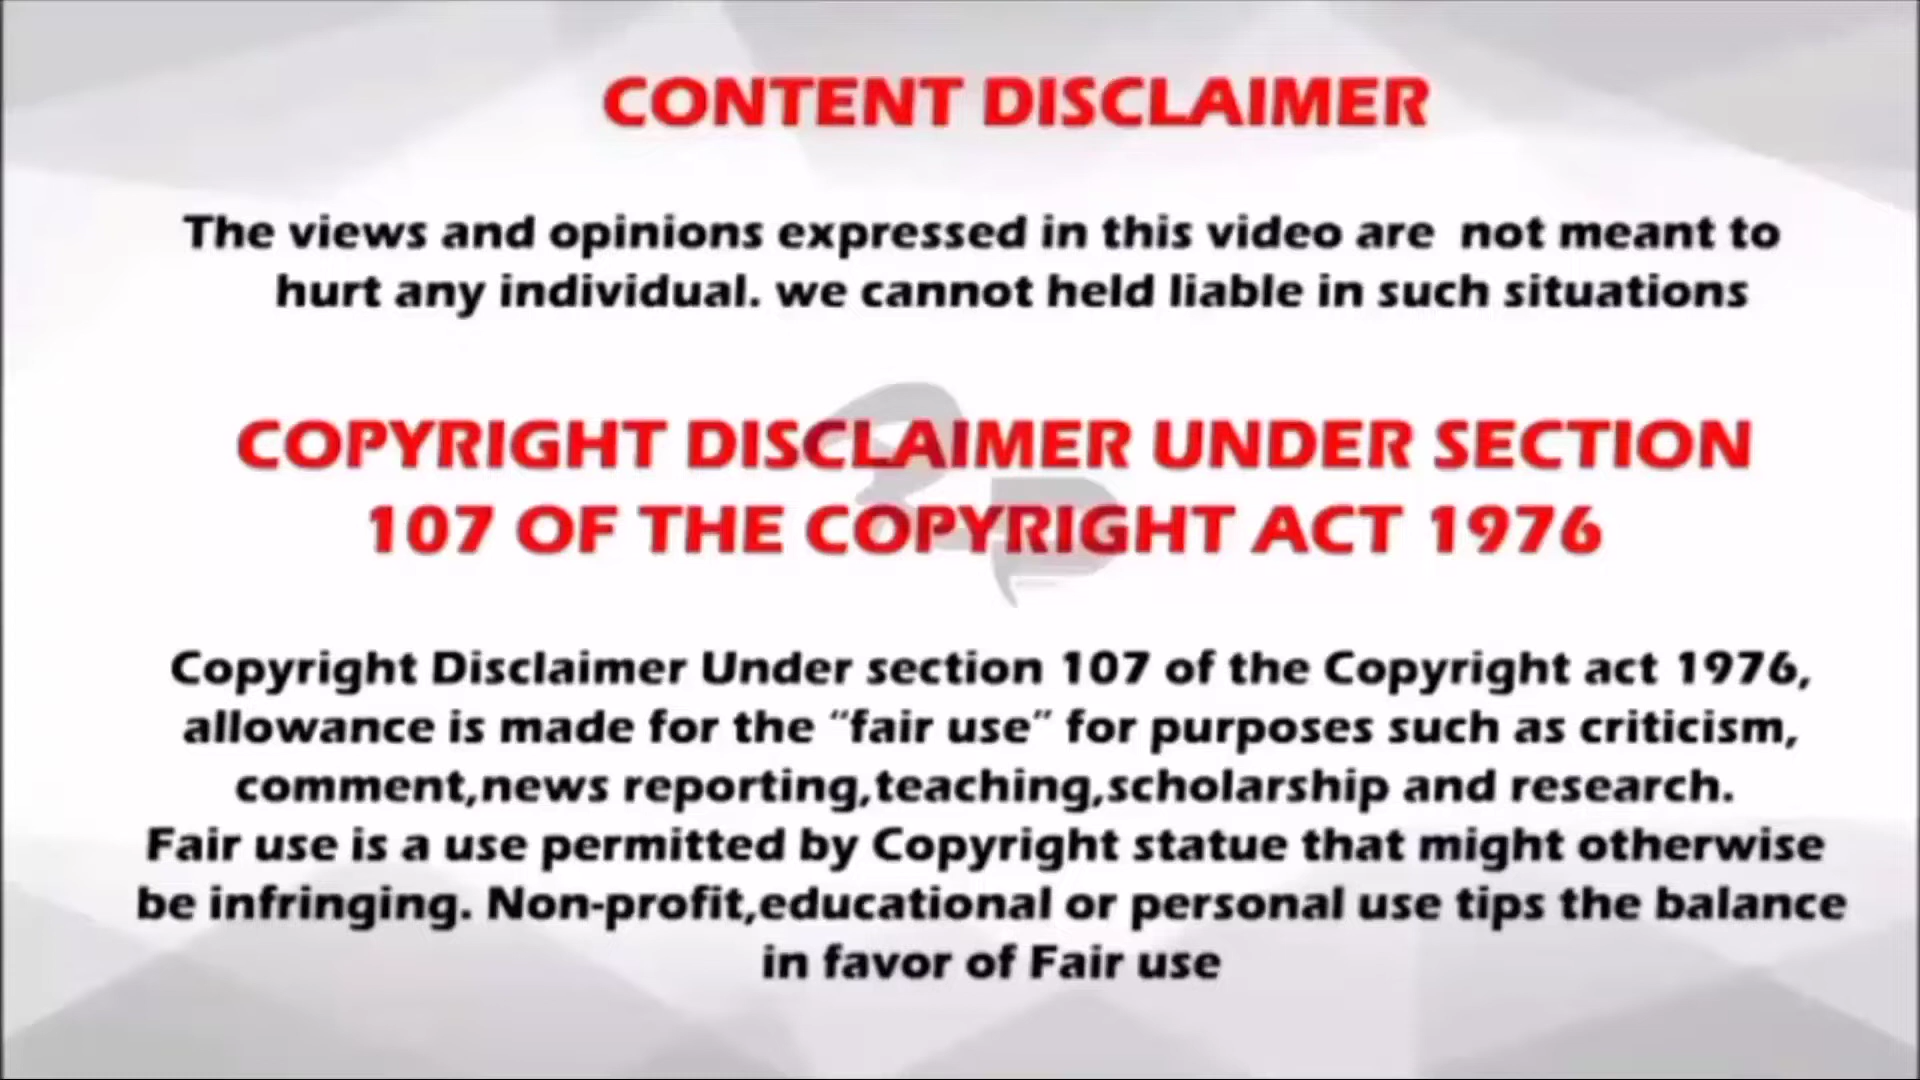 CONTENT DISCLAIMER
The views and opinions expressed in this video are not meant to
hurt any individual. we cannot held liable in such situations
COPYRIGHT DISCLAIMER UNDER SECTION
107 OF THE COPYRIGHT ACT 1976
Copyright Disclaimer Under section 107 of the Copyright act 1976,
allowance is made for the “fair use” for purposes such as criticism,
comment,news reporting,teaching,scholarship and research.
Fair use is a use permitted by Copyright statue that might otherwise
be infringing. Non-profit,educational or personal use tips the balance
in favor of Fair use